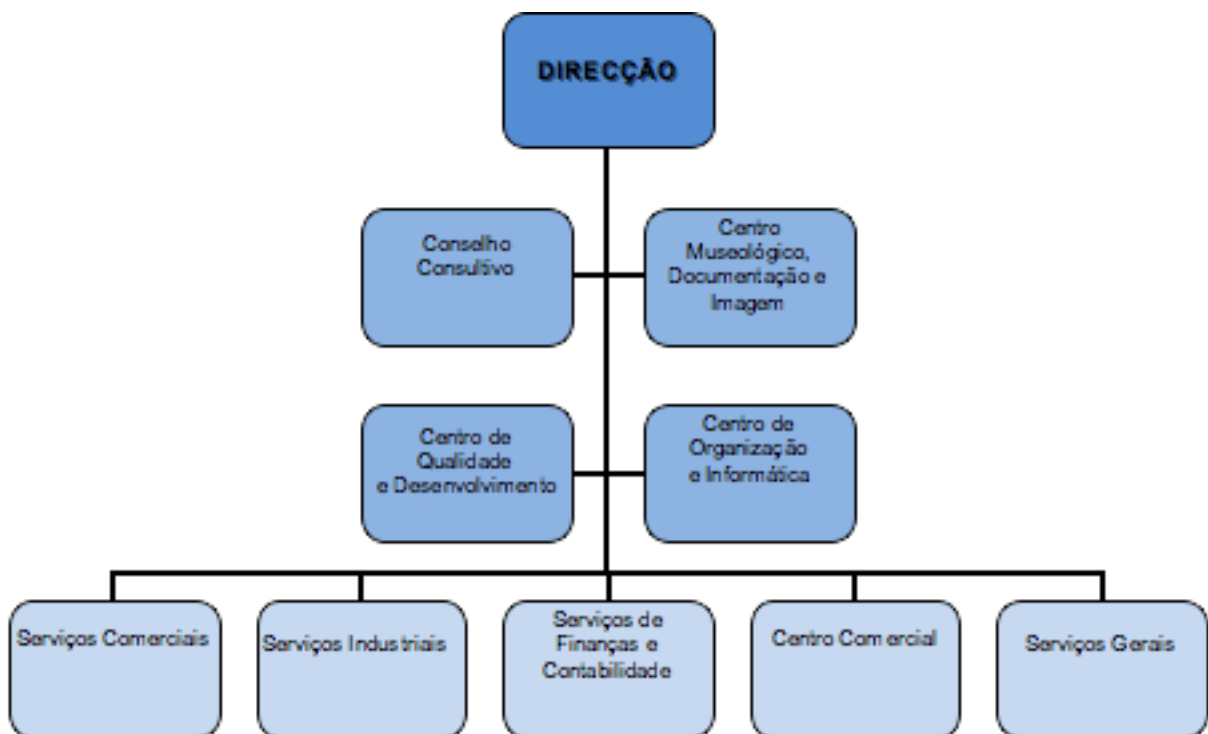 DIRECÇÃO
Conselho
Consultivo
Centro
Museológico,
Documentação e
Imagem
Centro de
Qualidade
e Desenvolvimento
Centro de
Organização
e Informática
Serviços Comerciais
Serviços Industriais
Serviços de
Finanças e
Contabilidade
Centro Comercial
Serviços Gerais